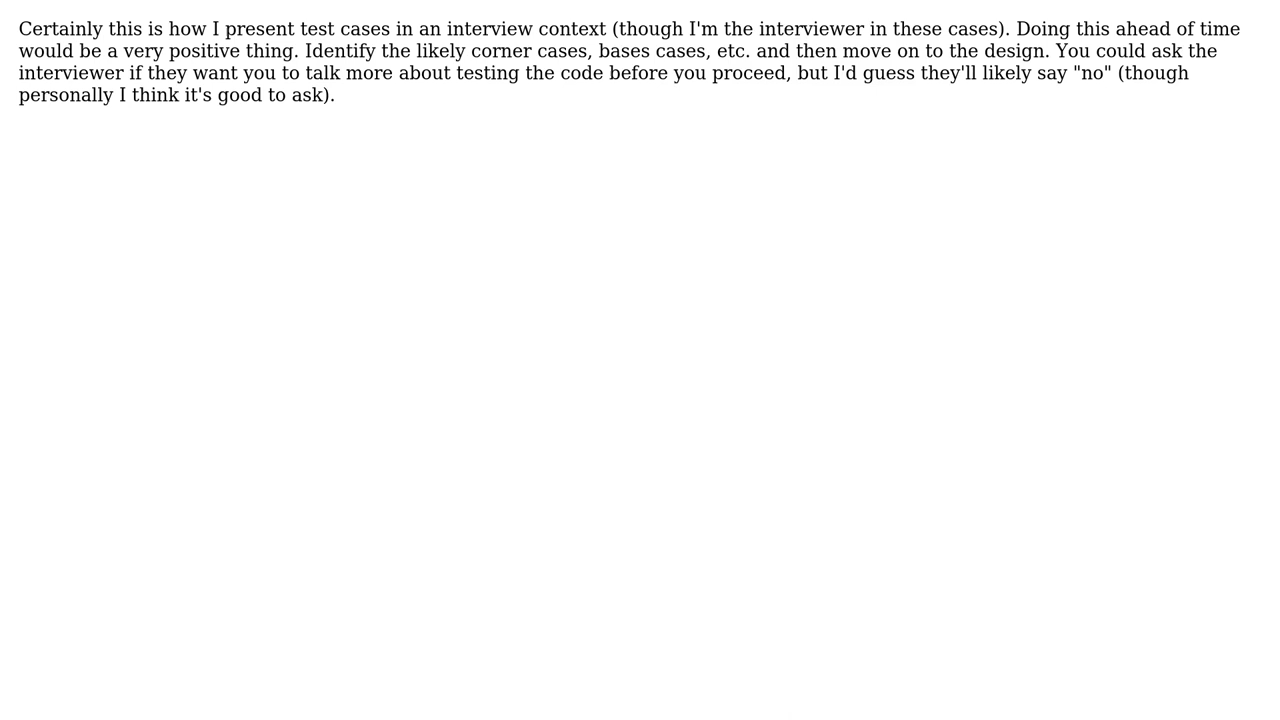 Certainly this is how I present test cases in an interview context (though I'm the interviewer in these cases). Doing this ahead of time
would be a very positive thing. Identify the likely corner cases, bases cases, etc. and then move on to the design. You could ask the
interviewer if they want you to talk more about testing the code before you proceed, but I'd guess they'll likely say "no" (though
personally I think it's good to ask).